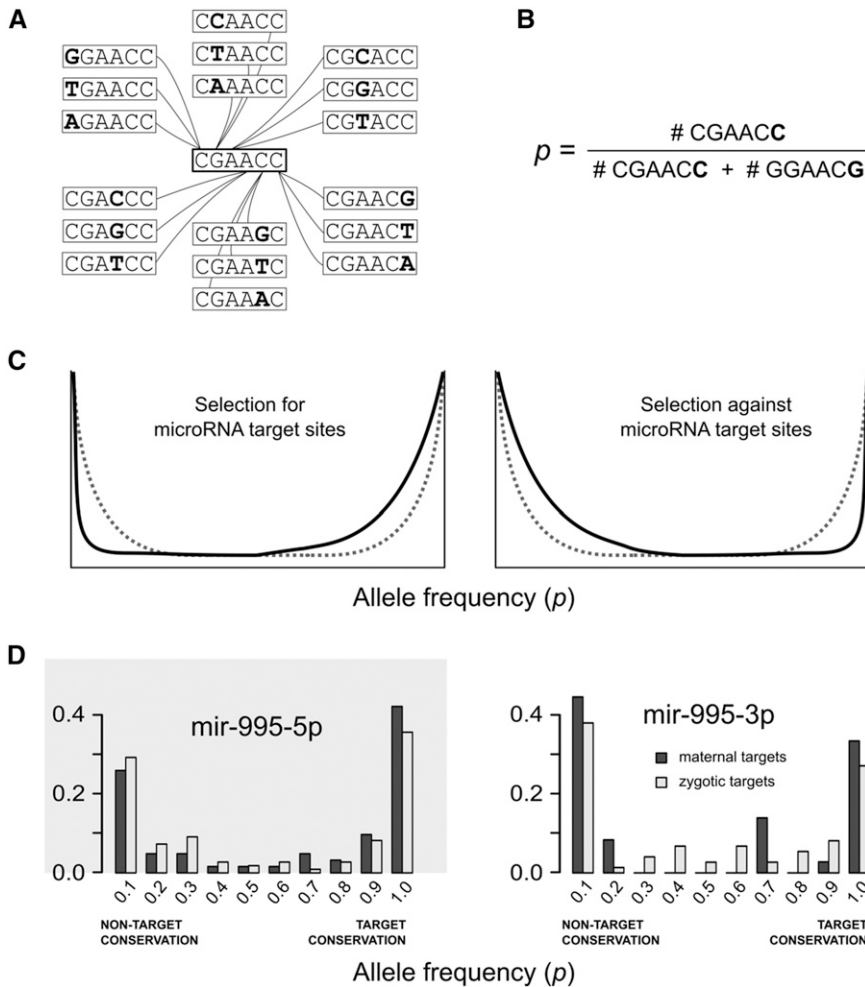 A
CCAACC
CTAACC
CAAACC
GGAACC
TGAACC
AGAACC
CGCACC
CGGACC
CGTACC
CGAACC
CGACCC
CGAGCC
CGATCC
CGAAGC
CGAATC
CGAAAC
CGAACG
CGAACT
CGAACA
B
# CGAACC
p =
# CGAACC + # GGAACG
C
Selection for
microRNA target sites
Selection against
microRNA target sites
Allele frequency (p)
D
mir-995-5p
0.4
0.2
0.0
0.1 0.2 0.3 0.4 0.5 0.6 0.7 0.8 0.9 1.0
NON-TARGET
CONSERVATION
TARGET
CONSERVATION
mir-995-3p
maternal targets
zygotic targets
0.4
0.2
0.0
0.1 0.2 0.3 0.4 0.5 0.6 0.7 0.8 0.9 1.0
NON-TARGET
CONSERVATION
TARGET
CONSERVATION
Allele frequency (p)